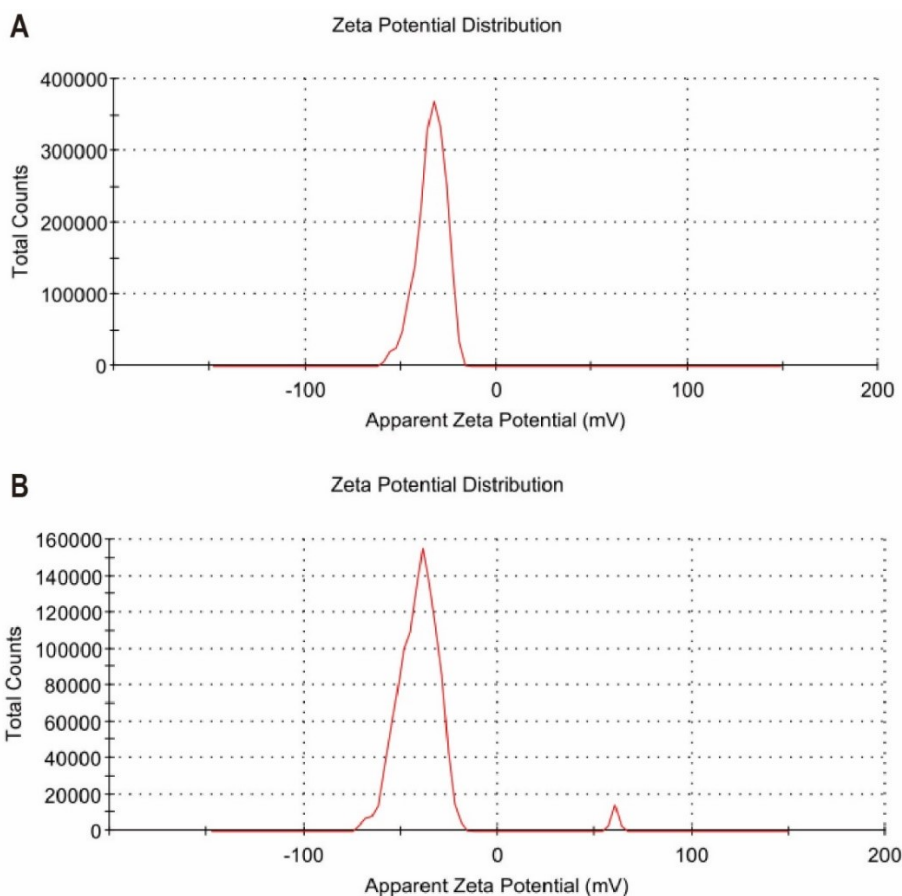 A
Zeta Potential Distribution
400000
300000
200000
100000
0
Total Counts
-100 0 100 200
Apparent Zeta Potential (mV)
B
Zeta Potential Distribution
160000
140000
120000
100000
80000
60000
40000
20000
0
Total Counts
-100 0 100 200
Apparent Zeta Potential (mV)